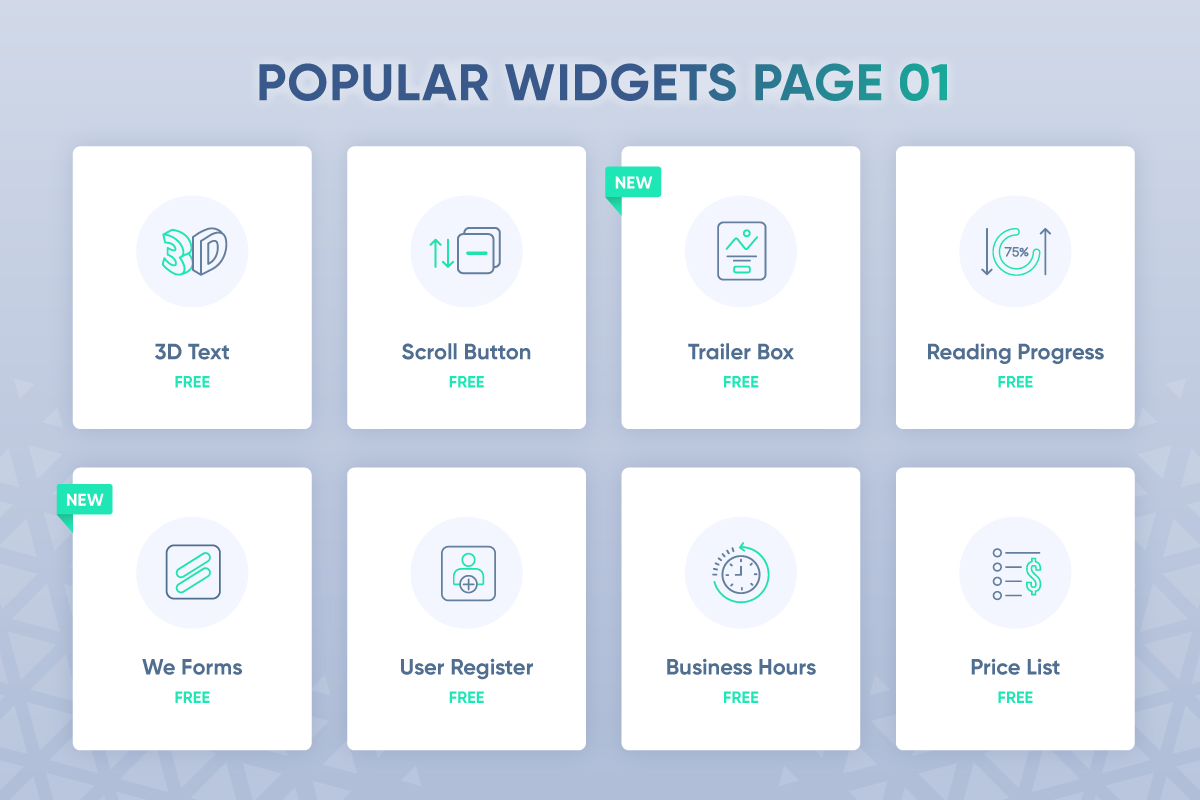 POPULAR WIDGETS PAGE 01
NEW
3D
75%
3D Text
Scroll Button
Trailer Box
Reading Progress
FREE
FREE
FREE
FREE
NEW
We Forms
User Register
Business Hours
Price List
FREE
FREE
FREE
FREE